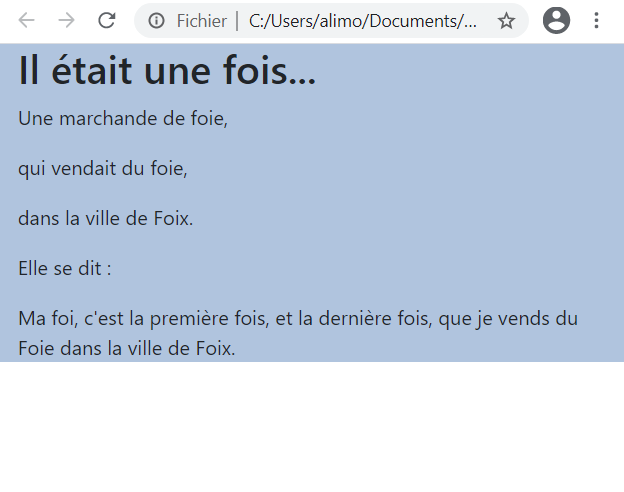 Fichier | C:/Users/alimo/Documents/...
Il était une fois...
Une marchande de foie,
qui vendait du foie,
dans la ville de Foix.
Elle se dit :
Ma foi, c'est la première fois, et la dernière fois, que je vends du
Foie dans la ville de Foix.